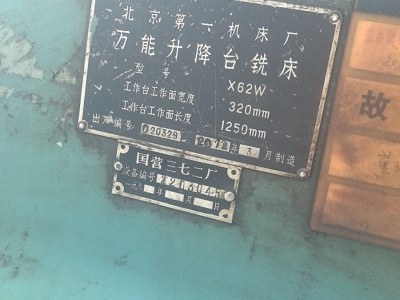 北京第一机床厂
万能升降台铣床
型号 X62W
工作台工作面宽度 320mm
工作台工作面长度 1250mm
出厂编号 020329 年3月制造
国营三七二厂
设备编号
一九八 年 月 日
故